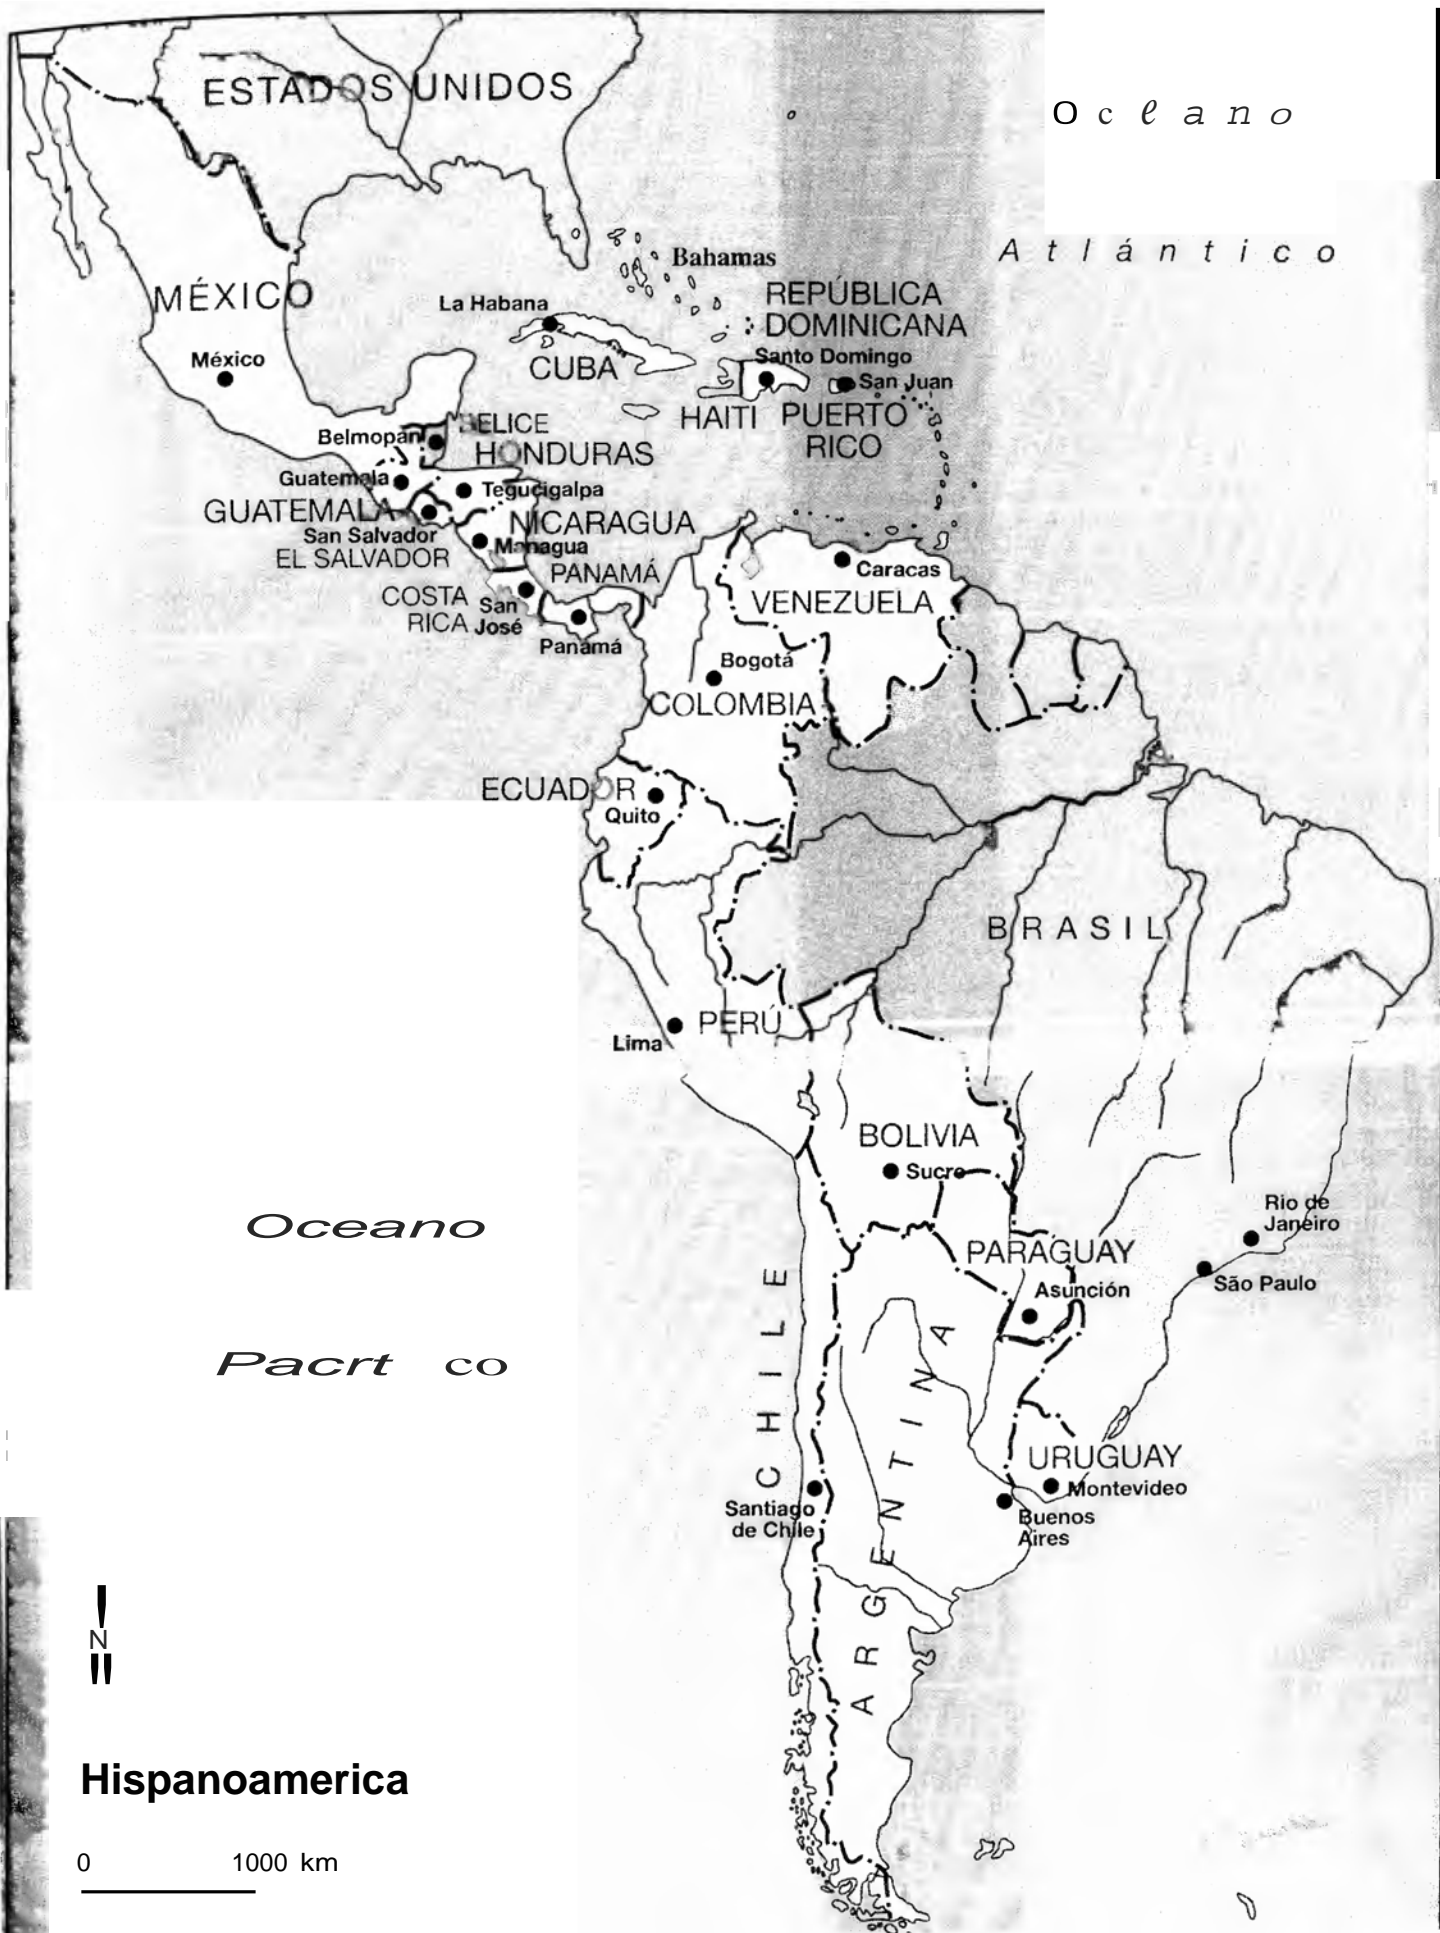 ESTADOS UNIDOS
Oceano
Atlántico
Bahamas
MÉXICO
REPÚBLICA
DOMINICANA
La Habana
México
CUBA
Santo Domingo
San Juan
HAITI
PUERTO
RICO
BELICE
Belmopan
HONDURAS
Guatemala
Tegucigalpa
GUATEMALA
NICARAGUA
San Salvador
EL SALVADOR
Managua
PANAMÁ
Caracas
COSTA
RICA
San
José
VENEZUELA
Panamá
Bogotá
COLOMBIA
ECUADOR
Quito
BRASIL
PERÚ
Lima
BOLIVIA
Sucre
Oceano
Rio de
Janeiro
PARAGUAY
Asunción
São Paulo
CHILE
Pacrt co
ARGENTINA
URUGUAY
Montevideo
Santiago
de Chile
Buenos
Aires
N
Hispanoamerica
0 1000 km